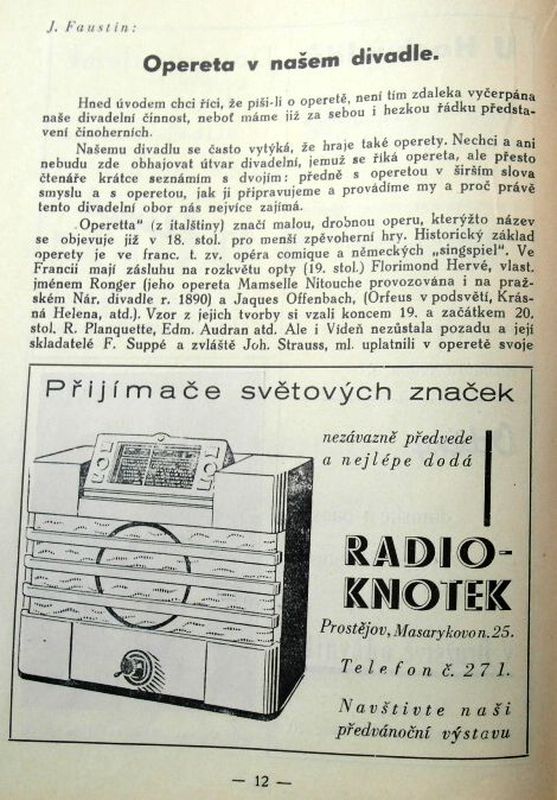 J. Faustin:
Opereta v našem divadle.
Hned úvodem chci říci, že píši-li o operetě, není tím zdaleka vyčerpána
naše divadelní činnost, neboť máme již za sebou i hezkou řádku předsta-
vení činoherních.
Našemu divadlu se často vytýká, že hraje také operety. Nechci a ani
nebudu zde obhajovat útvar divadelní, jemuž se říká opereta, ale přesto
čtenáře krátce seznámím s dvojím: předně s operetou v širším slova
smyslu a s operetou, jak ji připravujeme a provádíme my a proč právě
tento divadelní obor nás nejvíce zajímá.
„Operetta“ (z italštiny) značí malou, drobnou operu, kterýžto název
se objevuje již v 18. stol. pro menší zpěvoherní hry. Historický základ
operety je ve franc. t. zv. opéra comique a německých „singspiel“. Ve
Francii mají zásluhu na rozkvětu opty (19. stol.) Florimond Hervé, vlast.
jménem Ronger (jeho opereta Mamselle Nitouche provozována i na praž-
ském Nár. divadle r. 1890) a Jaques Offenbach, (Orfeus v podsvětí, Krás-
ná Helena, atd.). Vzor z jejich tvorby si vzali koncem 19. a začátkem 20.
stol. R. Planquette, Edm. Audran atd. Ale i Vídeň nezůstala pozadu a její
skladatelé F. Suppé a zvláště Joh. Strauss, ml. uplatnili v operetě svoje
Přijímače světových značek
nezávazně předvede
a nejlépe dodá
RADIO-
KNOTEK
Prostějov, Masarykovo n. 25.
Telefon č. 271.
Navštivte naši
předvánoční výstavu
— 12 —